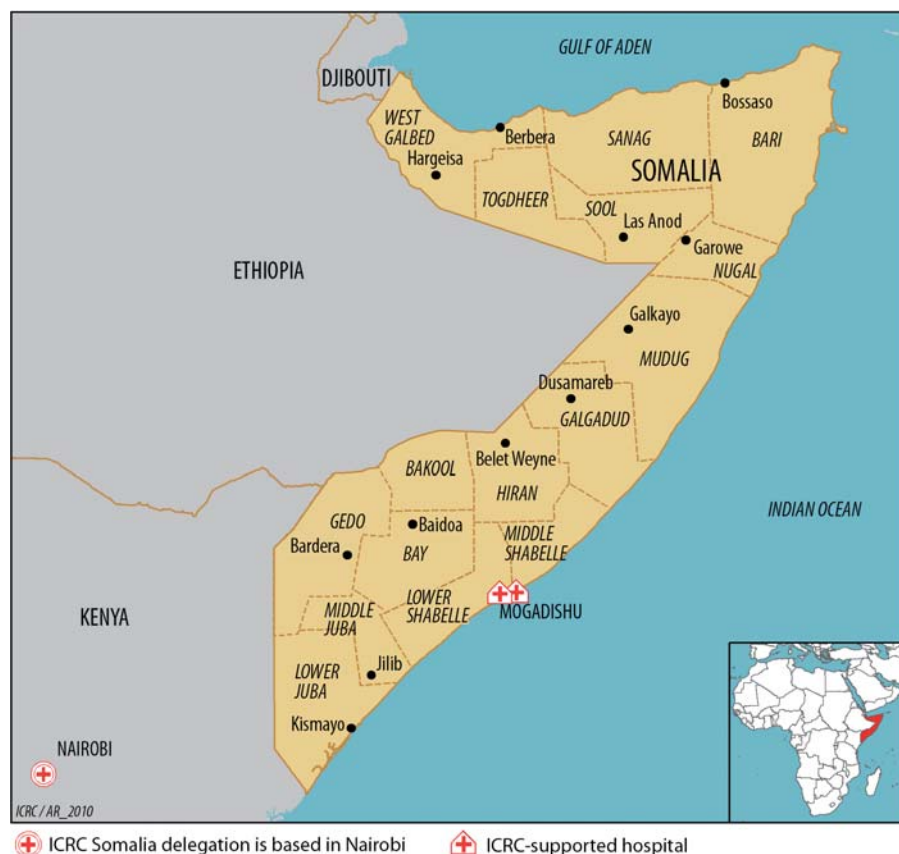 GULF OF ADEN
DJIBOUTI
Bossaso
WEST
GALBED
Berbera
SANAG
BARI
Hargeisa
SOMALIA
TOGDHEER
SOOL
Las Anod
Garowe
ETHIOPIA
NUGAL
Galkayo
MUDUG
Dusamareb
GALGADUD
Belet Weyne
BAKOOL
HIRAN
INDIAN OCEAN
GEDO
Baidoa
MIDDLE
SHABELLE
Bardera
BAY
LOWER
SHABELLE
MOGADISHU
KENYA
MIDDLE
JUBA
LOWER
JUBA
Jilib
Kismayo
NAIROBI
ICRC / AR_2010
ICRC Somalia delegation is based in Nairobi
ICRC-supported hospital